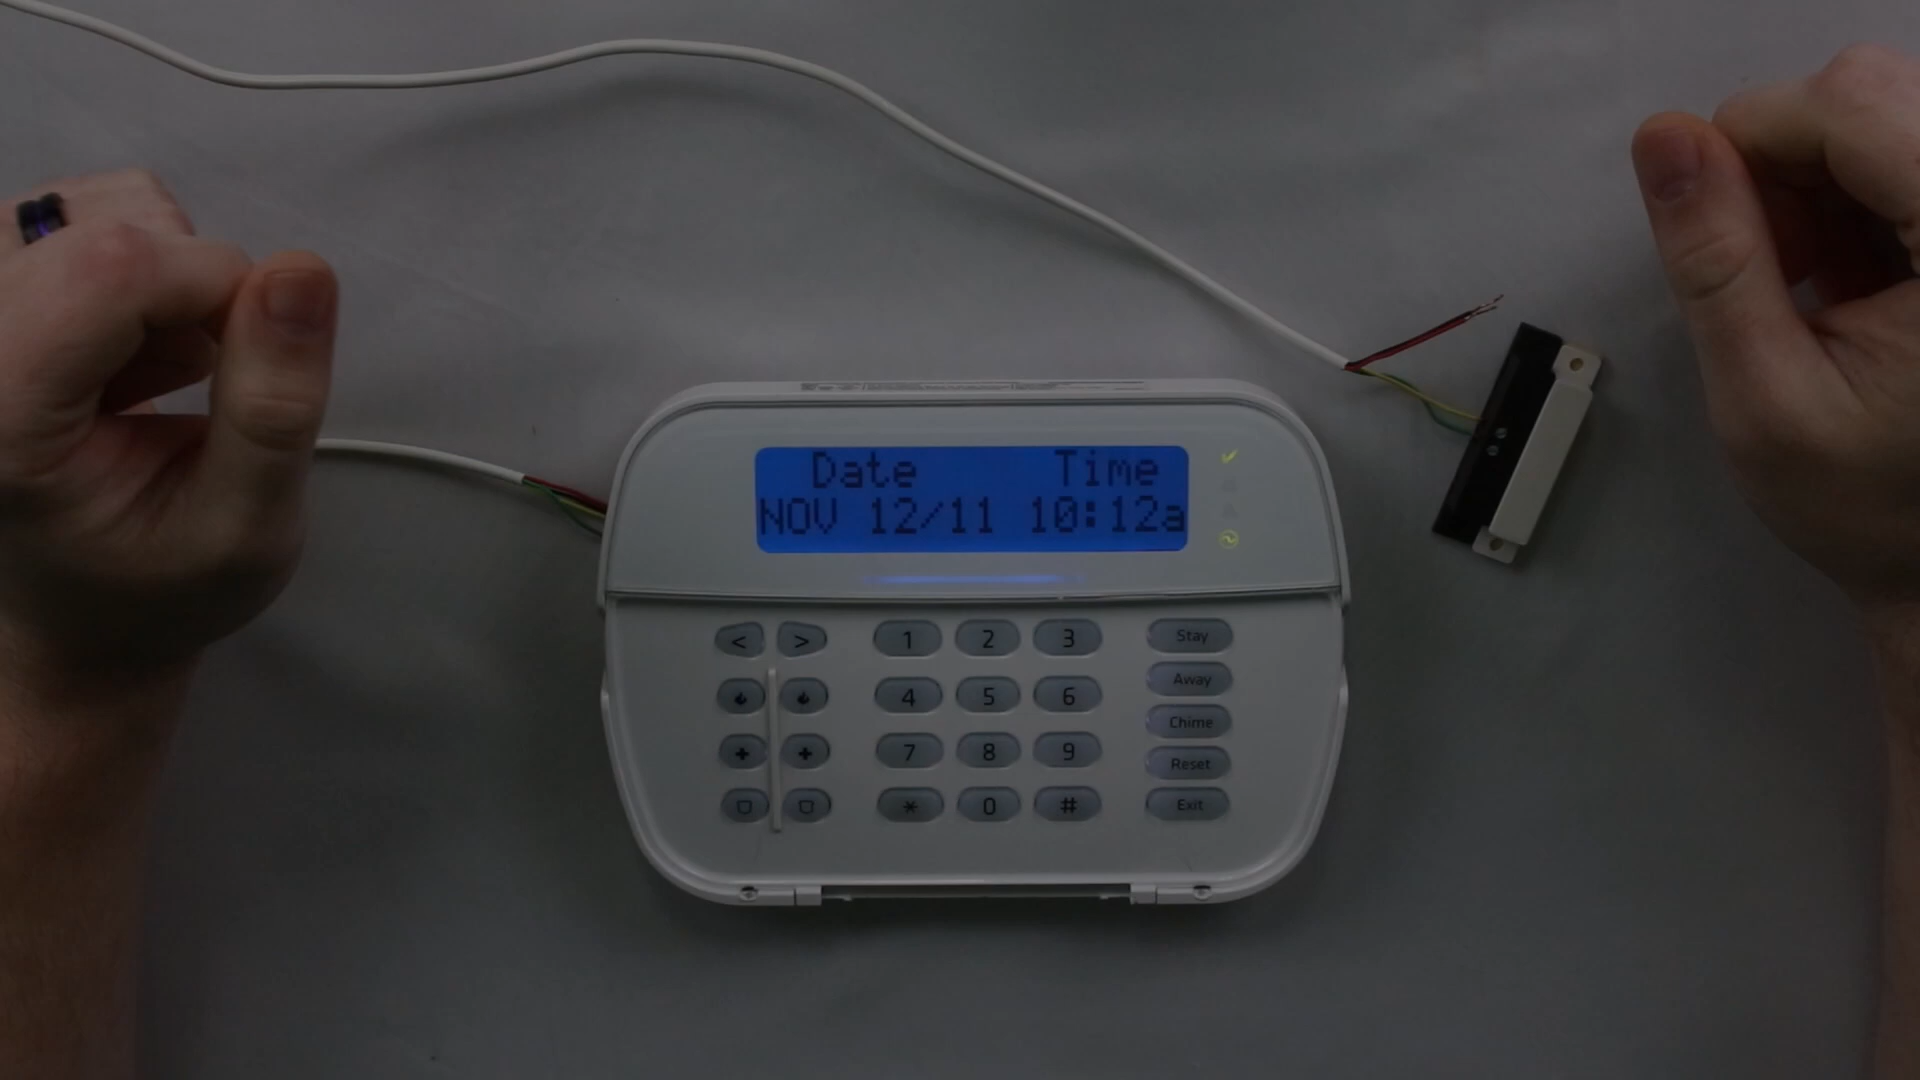 Date Time
NOV 12/11 10:12a
< > 1 2 3 Stay
4 5 6 Away
Chime
+ + 7 8 9 Reset
* 0 # Exit